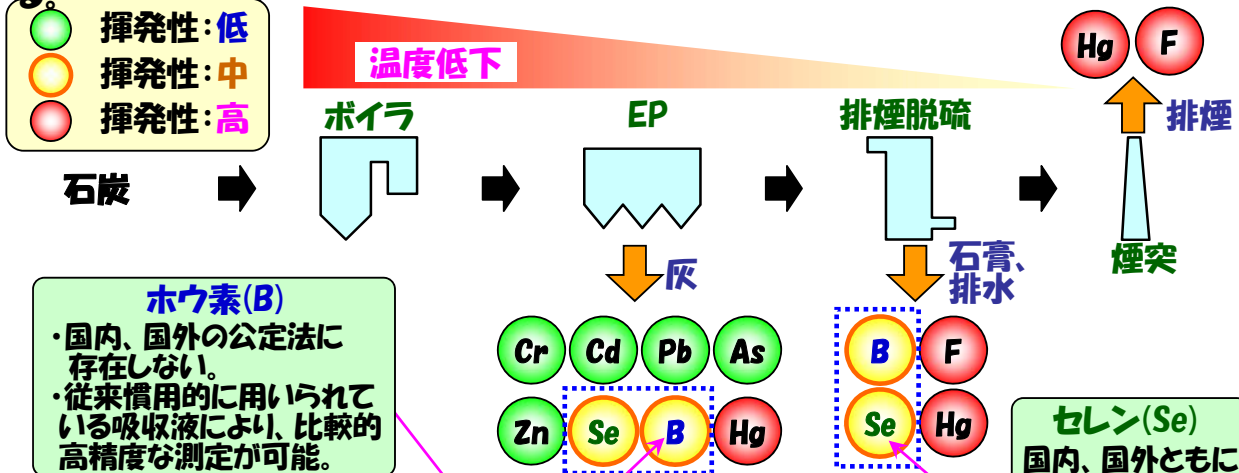 す。
揮発性:低
揮発性:中
揮発性:高
温度低下
Hg F
ボイラ
EP
排煙脱硫
排煙
石炭
煙突
灰
石膏、
排水
ホウ素(B)
・国内、国外の公定法に
存在しない。
・従来慣用的に用いられて
いる吸収液により、比較的
高精度な測定が可能。
Cr Cd Pb As
Zn Se B Hg
B F
Se Hg
セレン(Se)
国内、国外ともに